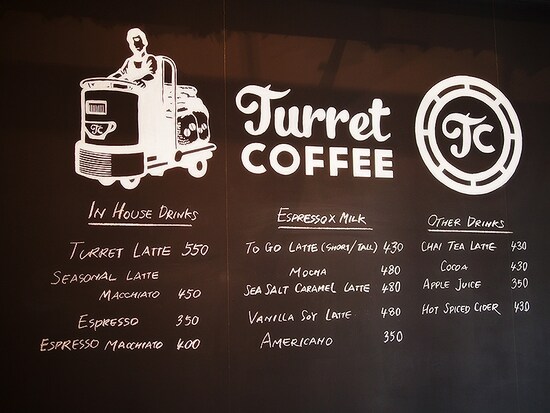 Turret
COFFEE
TC
TC
IN HOUSE DRINKS
TURRET LATTE 550
SEASONAL LATTE
MACCHIATO 450
ESPRESSO 350
ESPRESSO MACCHIATO 400
ESPRESSO X MILK
TO GO LATTE (SHORT/TALL) 430
MOCHA 480
SEA SALT CARAMEL LATTE 480
VANILLA SOY LATTE 480
AMERICANO 350
OTHER DRINKS
CHAI TEA LATTE 430
COCOA 430
APPLE JUICE 350
HOT SPICED CIDER 430